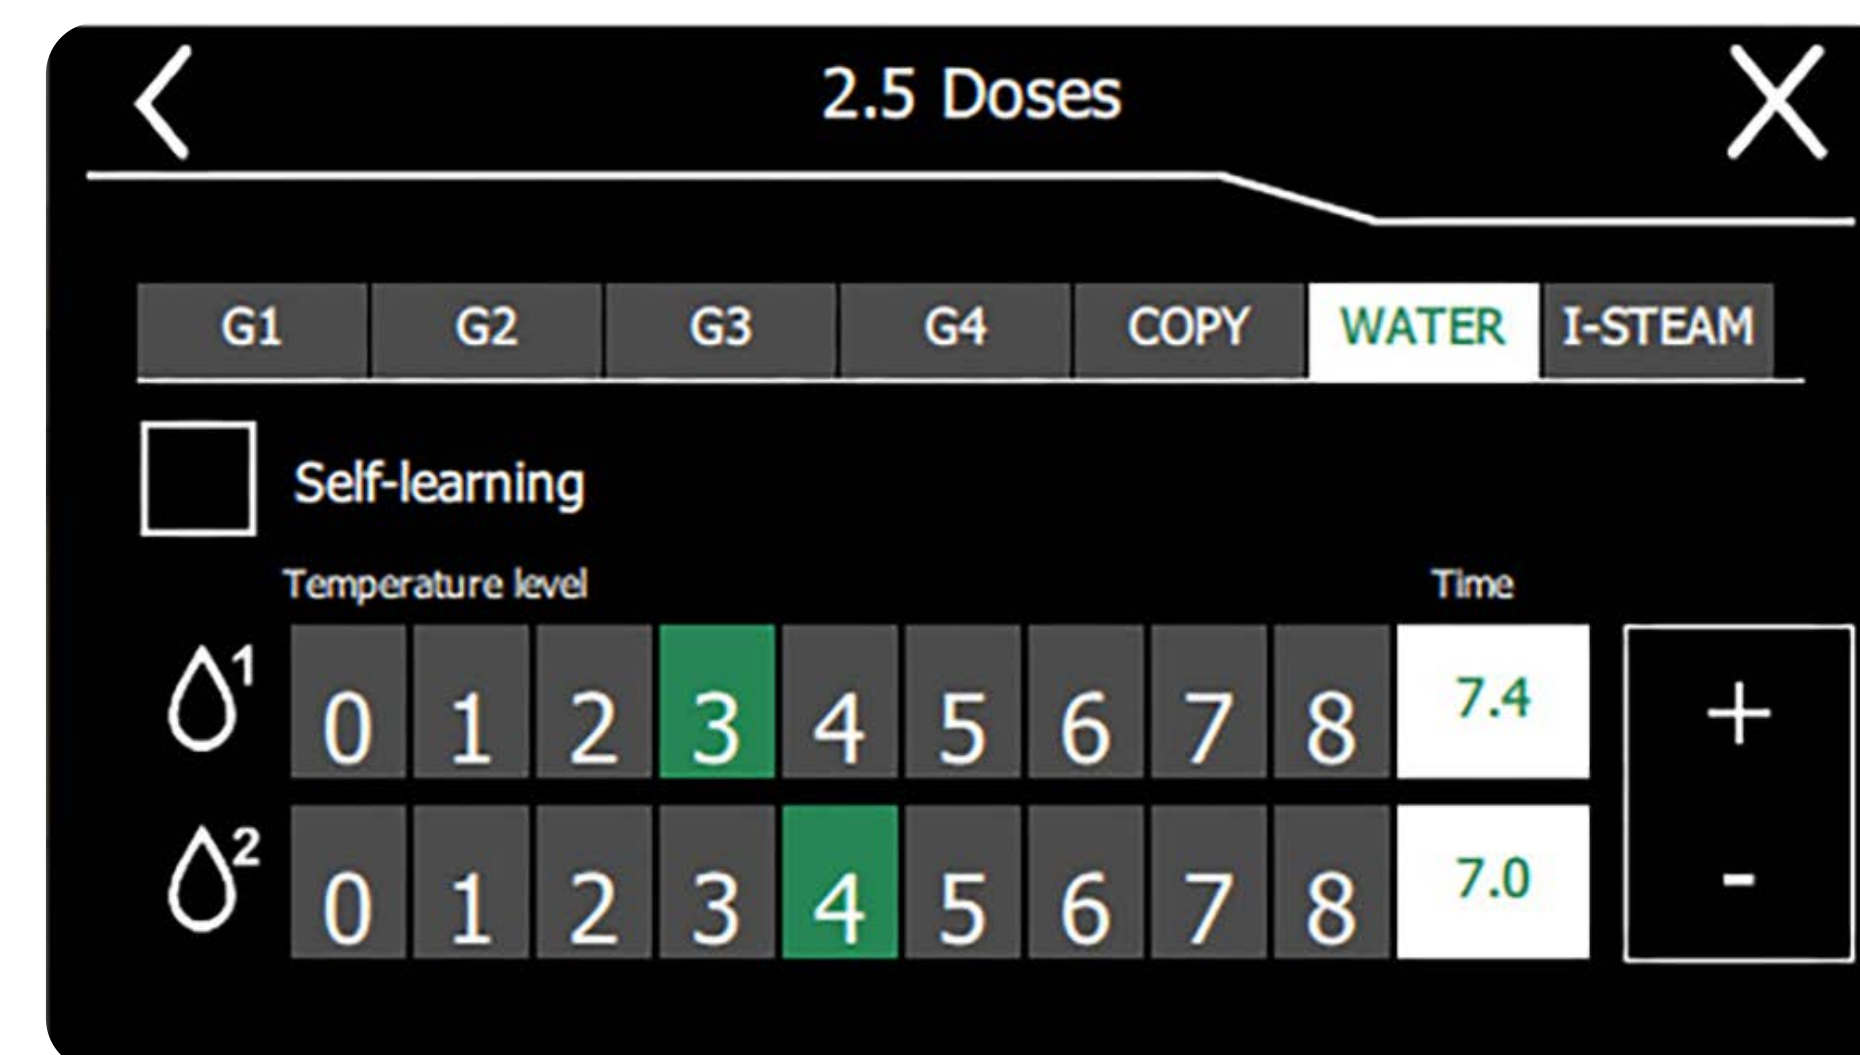 2.5 Doses
G1 G2 G3 G4 COPY WATER I-STEAM
Self-learning
Temperature level Time
1 0 1 2 3 4 5 6 7 8 7.4 +
2 0 1 2 3 4 5 6 7 8 7.0 -